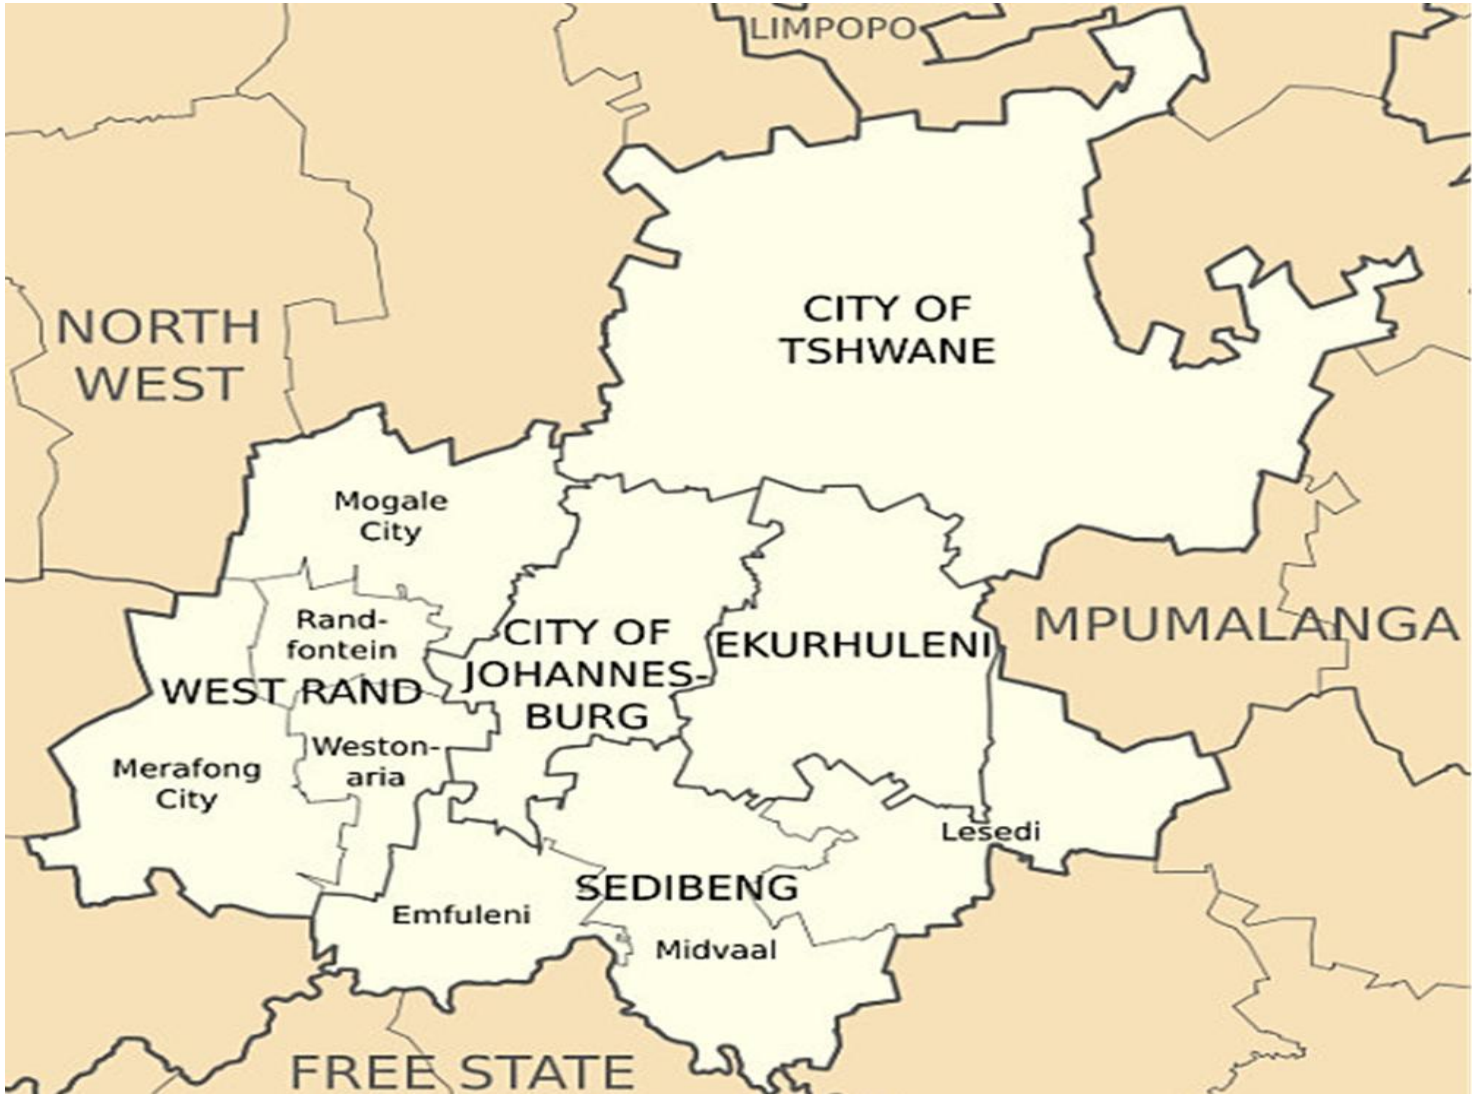 LIMPOPO
CITY OF
TSHWANE
NORTH
WEST
Mogale
City
Rand-
fontein
CITY OF
JOHANNES-
BURG
EKURHULENI
MPUMALANGA
WEST RAND
Weston-
aria
Merafong
City
Lesedi
SEDIBENG
Emfuleni
Midvaal
FREE STATE